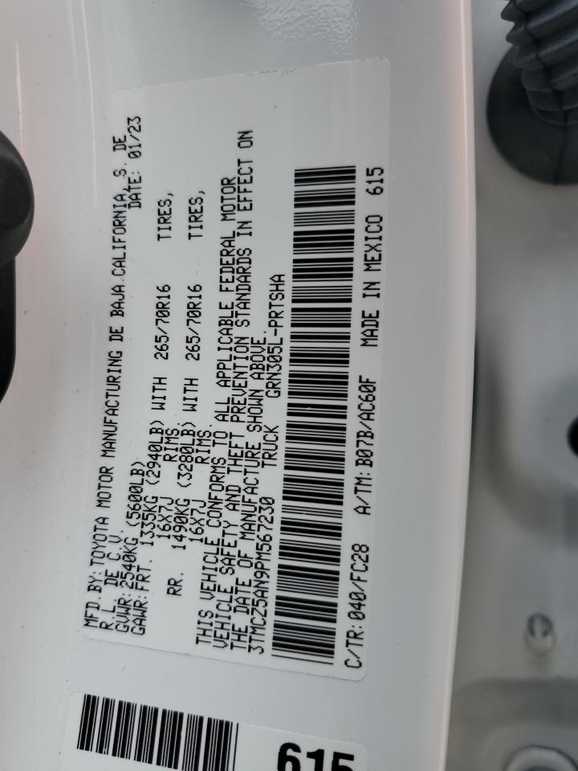 MFD.BY: TOYOTA MOTOR MANUFACTURING DE BAJA CALIFORNIA, S. DE
R.L. DE C.V. DATE: 01/23
GVWR: 2540KG (5600LB)
GAWR: FRT. 1335KG (2940LB) WITH 265/70R16 TIRES,
16X7J RIMS
RR. 1490KG (3280LB) WITH 265/70R16 TIRES,
16X7J RIMS.
THIS VEHICLE CONFORMS TO ALL APPLICABLE FEDERAL MOTOR
VEHICLE SAFETY AND THEFT PREVENTION STANDARDS IN EFFECT ON
THE DATE OF MANUFACTURE SHOWN ABOVE.
3TMCZ5AN9PM567230 TRUCK GRN305L-PRTSHA
C/TR: 040/FC28 A/TM: B07B/AC60F MADE IN MEXICO 615
615